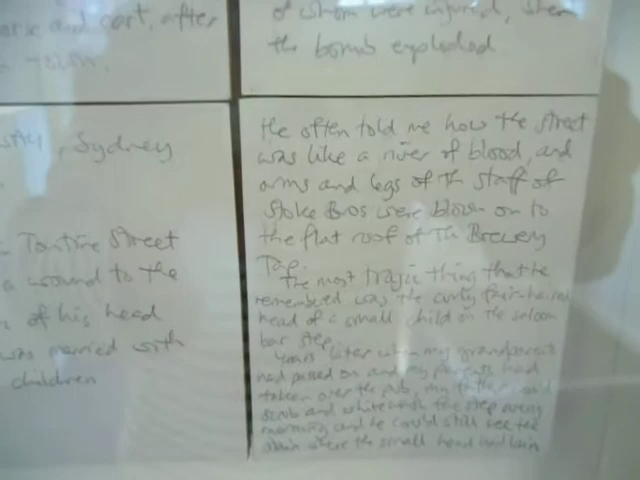 and cart, after
of whom were injured, when
the bomb exploded
Sydney
Tontine Street
a wound to the
of his head
was married with
children
He often told me how the street
was like a river of blood, and
arms and legs of the staff of
Stoke Bros were blown on to
the flat roof of The Brewery
Tap.
The most tragic thing that he
remembered was the curly fair-haired
head of a small child on the saloon
bar step.
Years later when my grandparents
had passed on and my parents had
taken over the pub, my father would
scrub and whitewash the step every
morning and he could still see the
stain where the small head had lain